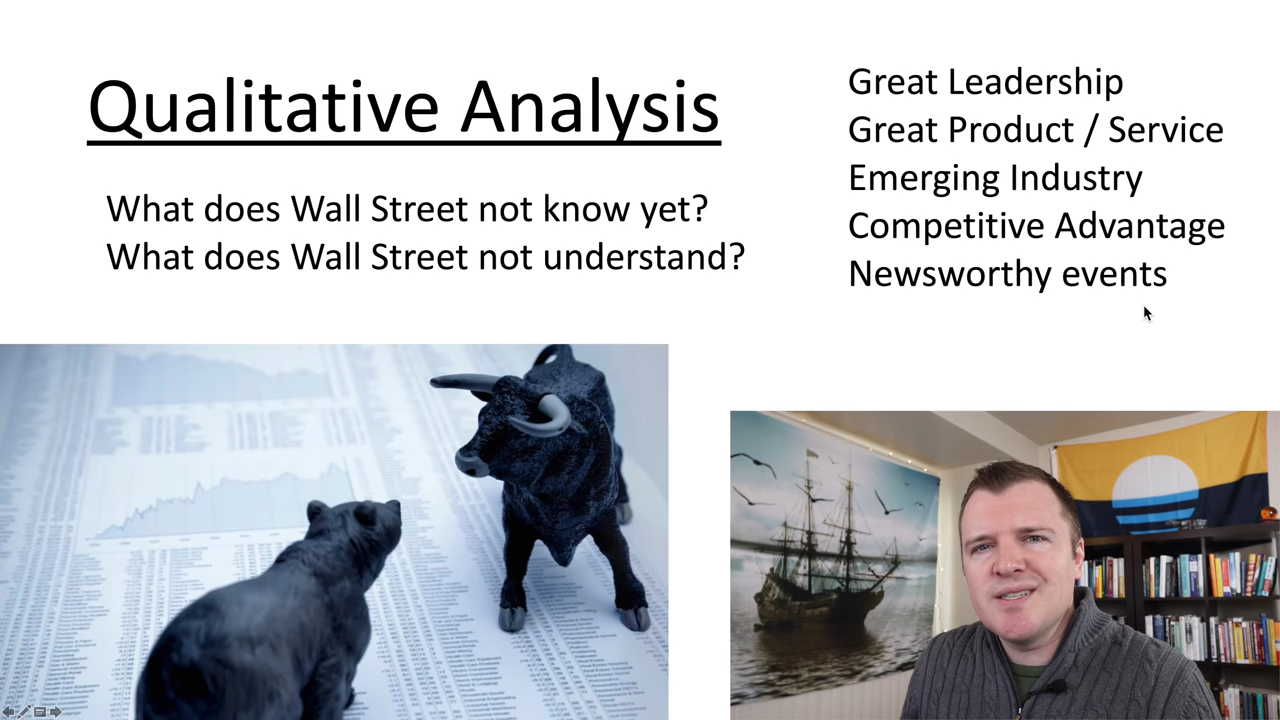 Qualitative Analysis
What does Wall Street not know yet?
What does Wall Street not understand?
Great Leadership
Great Product / Service
Emerging Industry
Competitive Advantage
Newsworthy events